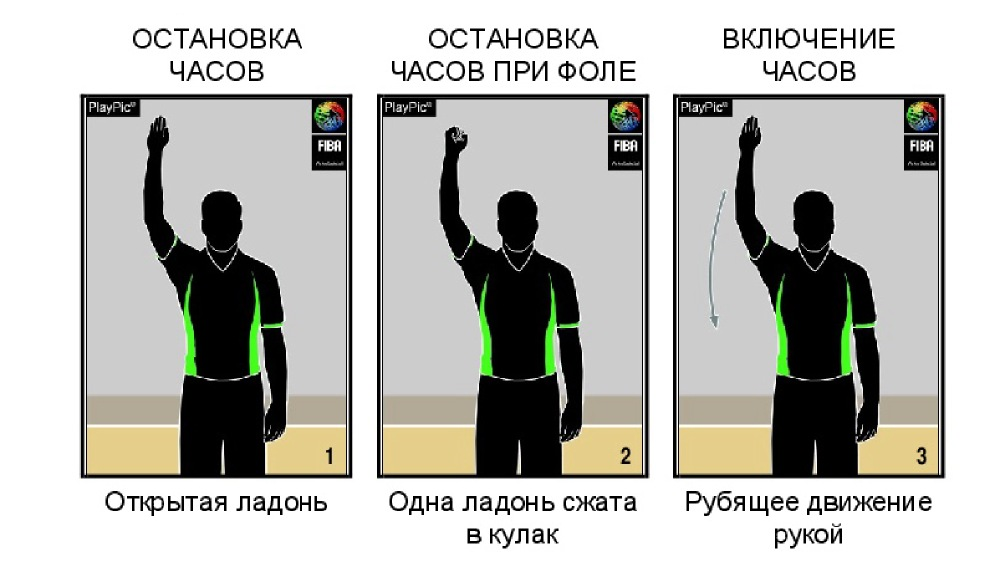 ОСТАНОВКА
ЧАСОВ
ОСТАНОВКА
ЧАСОВ ПРИ ФОЛЕ
ВКЛЮЧЕНИЕ
ЧАСОВ
PlayPic
FIBA
1
PlayPic
FIBA
2
PlayPic
FIBA
3
Открытая ладонь
Одна ладонь сжата
в кулак
Рубящее движение
рукой